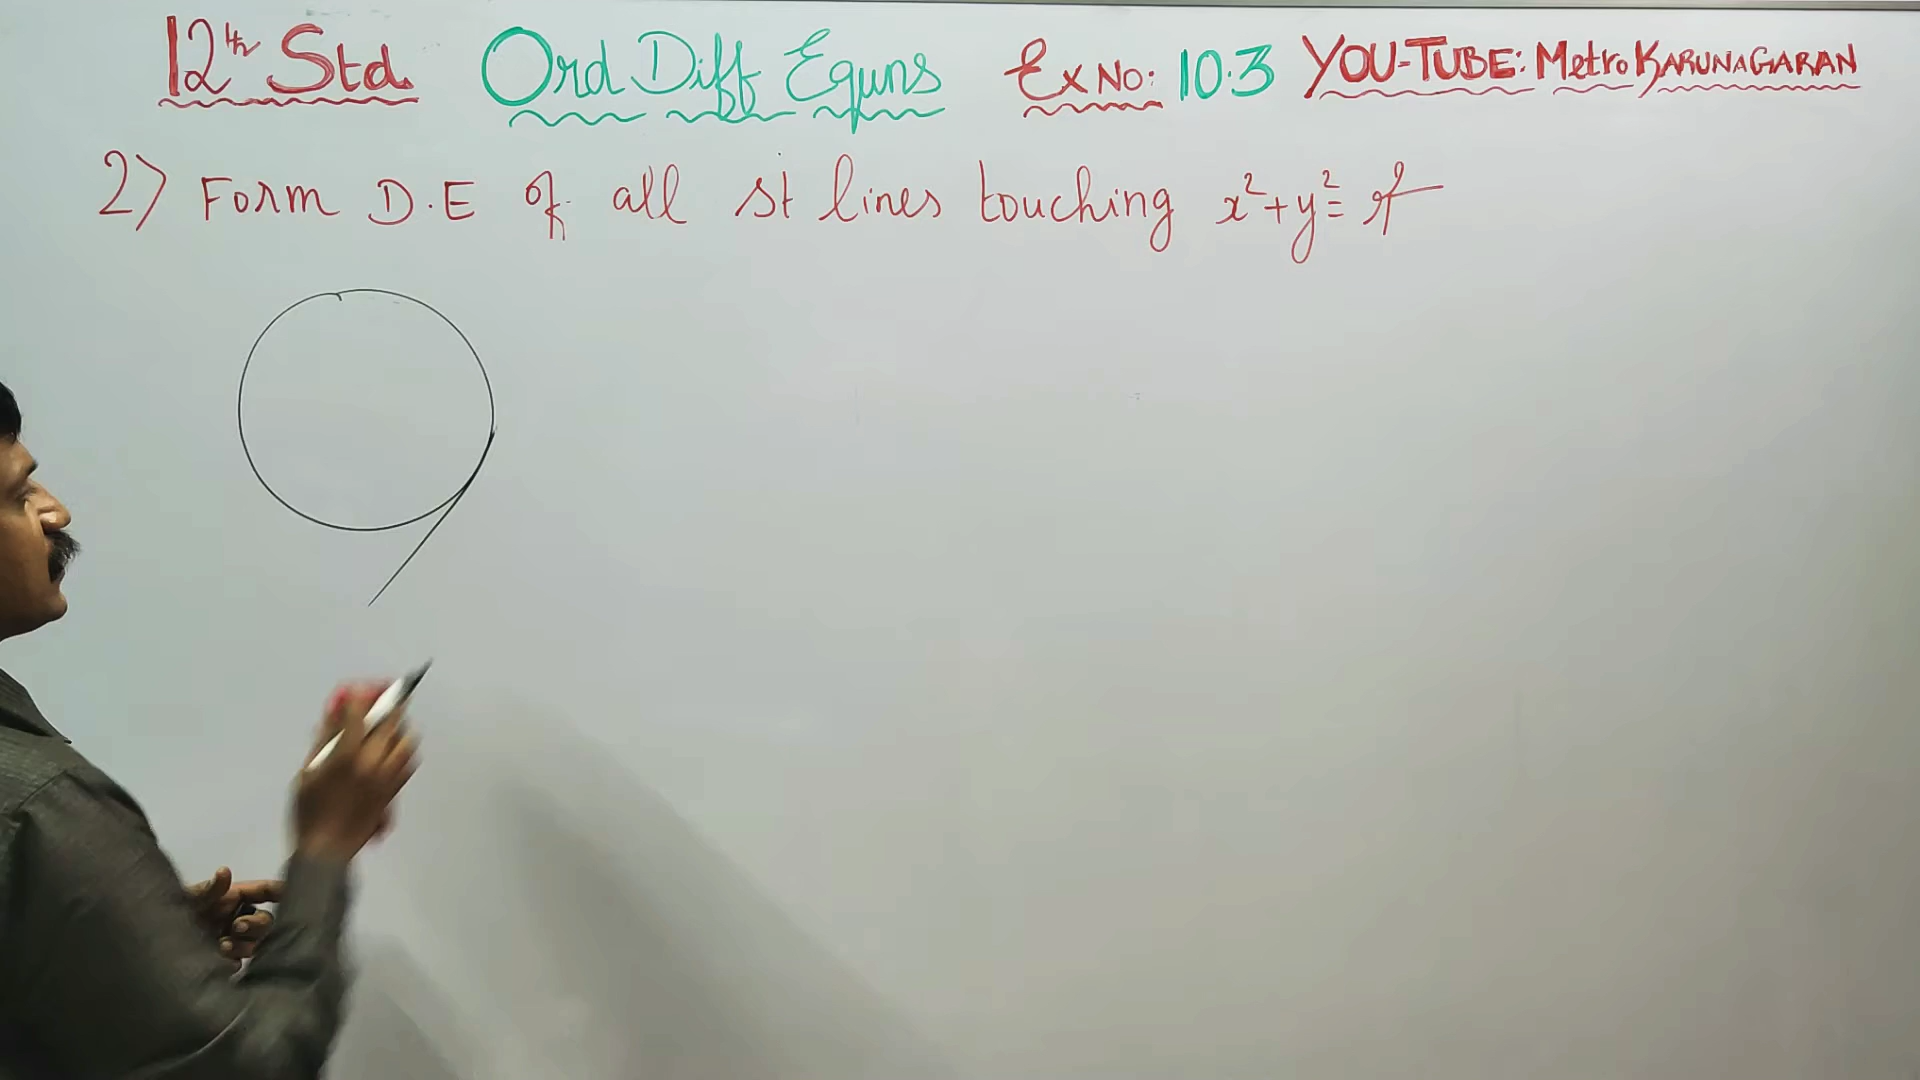 12th Std Ord Diff Equns Ex No: 10.3 YOU-TUBE: Metro KARUNAGARAN
2) Form D.E of all st lines touching x²+y²=r²